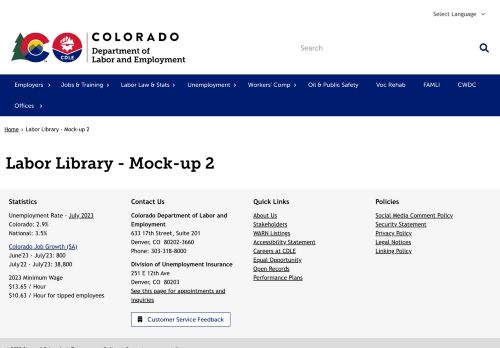 Select Language
COLORADO
Department of
Labor and Employment
CDLE
Search
Employers
Jobs & Training
Labor Law & Stats
Unemployment
Workers' Comp
Oil & Public Safety
Voc Rehab
FAMLI
CWDC
Offices
Home › Labor Library - Mock-up 2
Labor Library - Mock-up 2
Statistics
Unemployment Rate - July 2023
Colorado: 2.9%
National: 3.5%
Colorado Job Growth (SA)
June'23 - July'23: 800
July'22 - July'23: 38,800
2023 Minimum Wage
$13.65 / Hour
$10.63 / Hour for tipped employees
Contact Us
Colorado Department of Labor and
Employment
633 17th Street, Suite 201
Denver, CO 80202-3660
Phone: 303-318-8000
Division of Unemployment Insurance
251 E 12th Ave
Denver, CO 80203
See this page for appointments and
inquiries
Customer Service Feedback
Quick Links
About Us
Stakeholders
WARN Listings
Accessibility Statement
Careers at CDLE
Equal Opportunity
Open Records
Performance Plans
Policies
Social Media Comment Policy
Security Statement
Privacy Policy
Legal Notices
Linking Policy